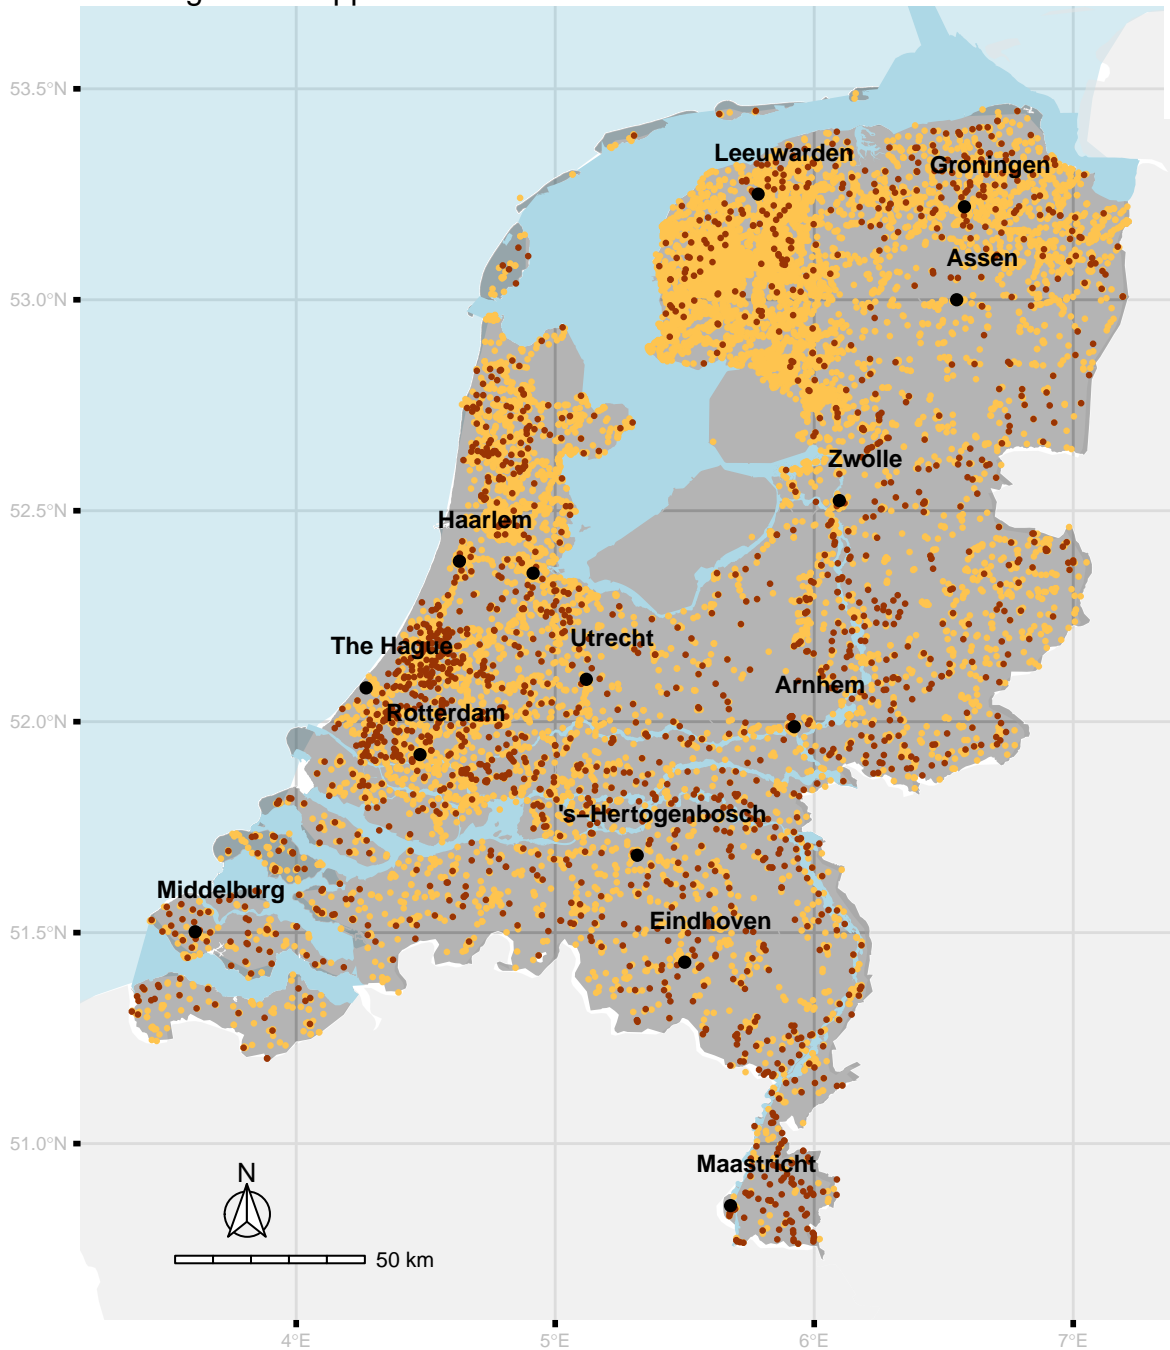 53.5°N
Leeuwarden
Groningen
Assen
53.0°N
Zwolle
52.5°N
Haarlem
Utrecht
The Hague
Arnhem
52.0°N
Rotterdam
's−Hertogenbosch
Middelburg
Eindhoven
51.5°N
51.0°N
Maastricht
N
50 km
4°E
5°E
6°E
7°E